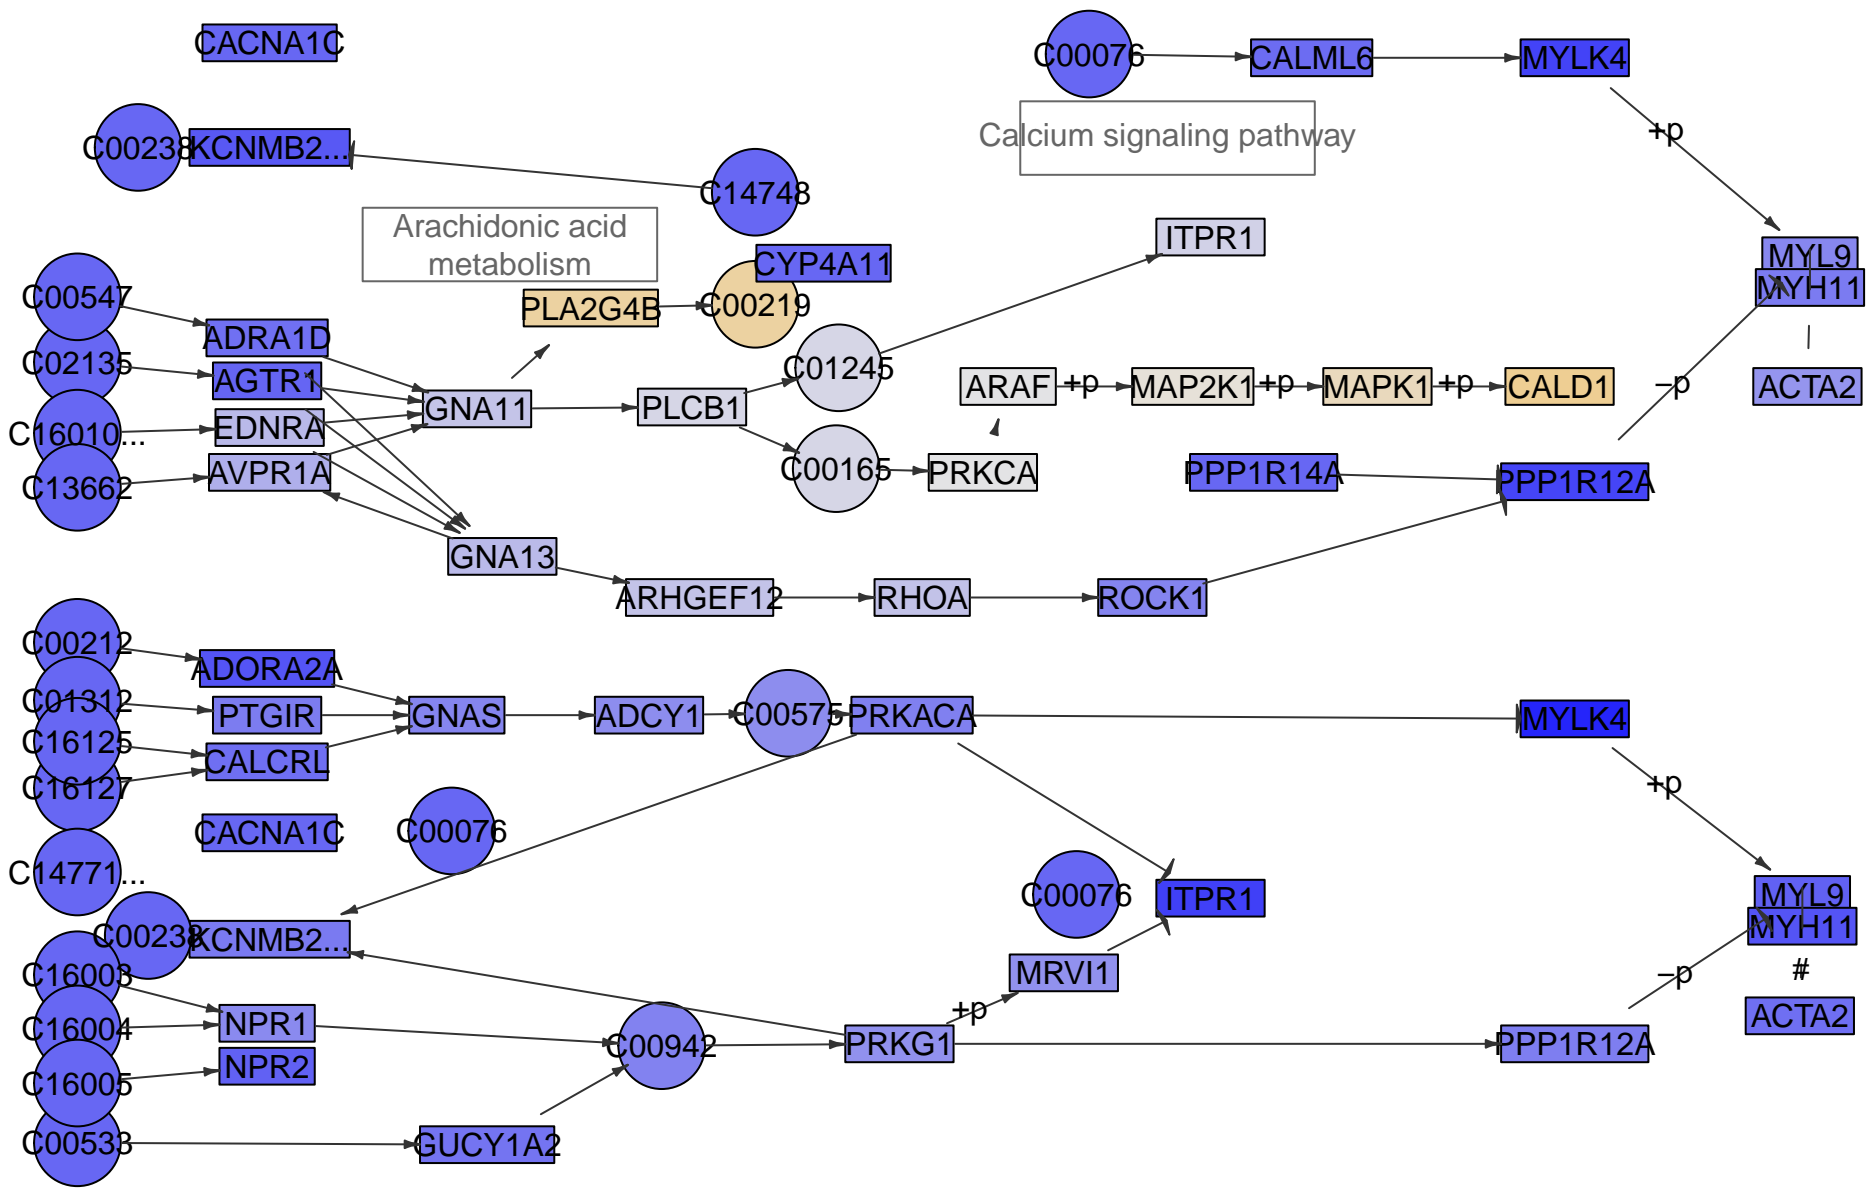 CACNA1C
C00076
CALML6
MYLK4
+p
C00238
KCNMB2...
C14748
Calcium signaling pathway
Arachidonic acid
metabolism
ITPR1
MYL9
MYH11
CYP4A11
C00219
PLA2G4B
C00547
ADRA1D
C02135
AGTR1
C01245
ARAF
+p
MAP2K1
+p
MAPK1
+p
CALD1
–p
ACTA2
GNA11
PLCB1
C16010...
EDNRA
C13662
AVPR1A
C00165
PRKCA
PPP1R14A
PPP1R12A
GNA13
ARHGEF12
RHOA
ROCK1
C00212
ADORA2A
C01312
PTGIR
GNAS
ADCY1
C00575
PRKACA
MYLK4
C16125
CALCRL
C16127
+p
CACNA1C
C00076
C14771...
C00076
ITPR1
MYL9
MYH11
C00238
KCNMB2...
C16003
MRVI1
–p
#
+p
C16004
NPR1
ACTA2
C00942
PRKG1
PPP1R12A
C16005
NPR2
C00533
GUCY1A2